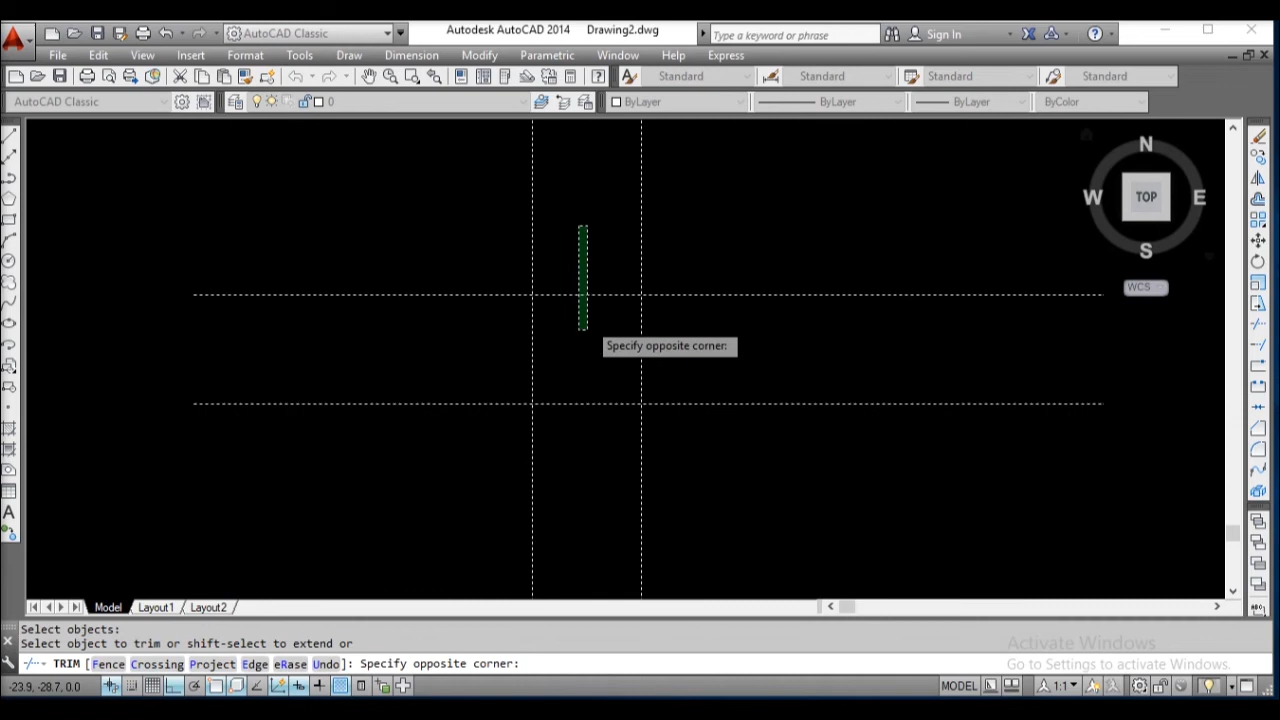 Autodesk AutoCAD 2014 Drawing2.dwg
AutoCAD Classic
Type a keyword or phrase
Sign In
File Edit View Insert Format Tools Draw Dimension Modify Parametric Window Help Express
Standard Standard Standard Standard
AutoCAD Classic
0
ByLayer ByLayer ByLayer ByColor
N
W TOP E
S
WCS
Specify opposite corner:
Model Layout1 Layout2
Select objects:
Select object to trim or shift-select to extend or
TRIM [Fence Crossing Project Edge eRase Undo]: Specify opposite corner:
Activate Windows
Go to Settings to activate Windows.
-23.9, -28.7, 0.0
MODEL
1:1